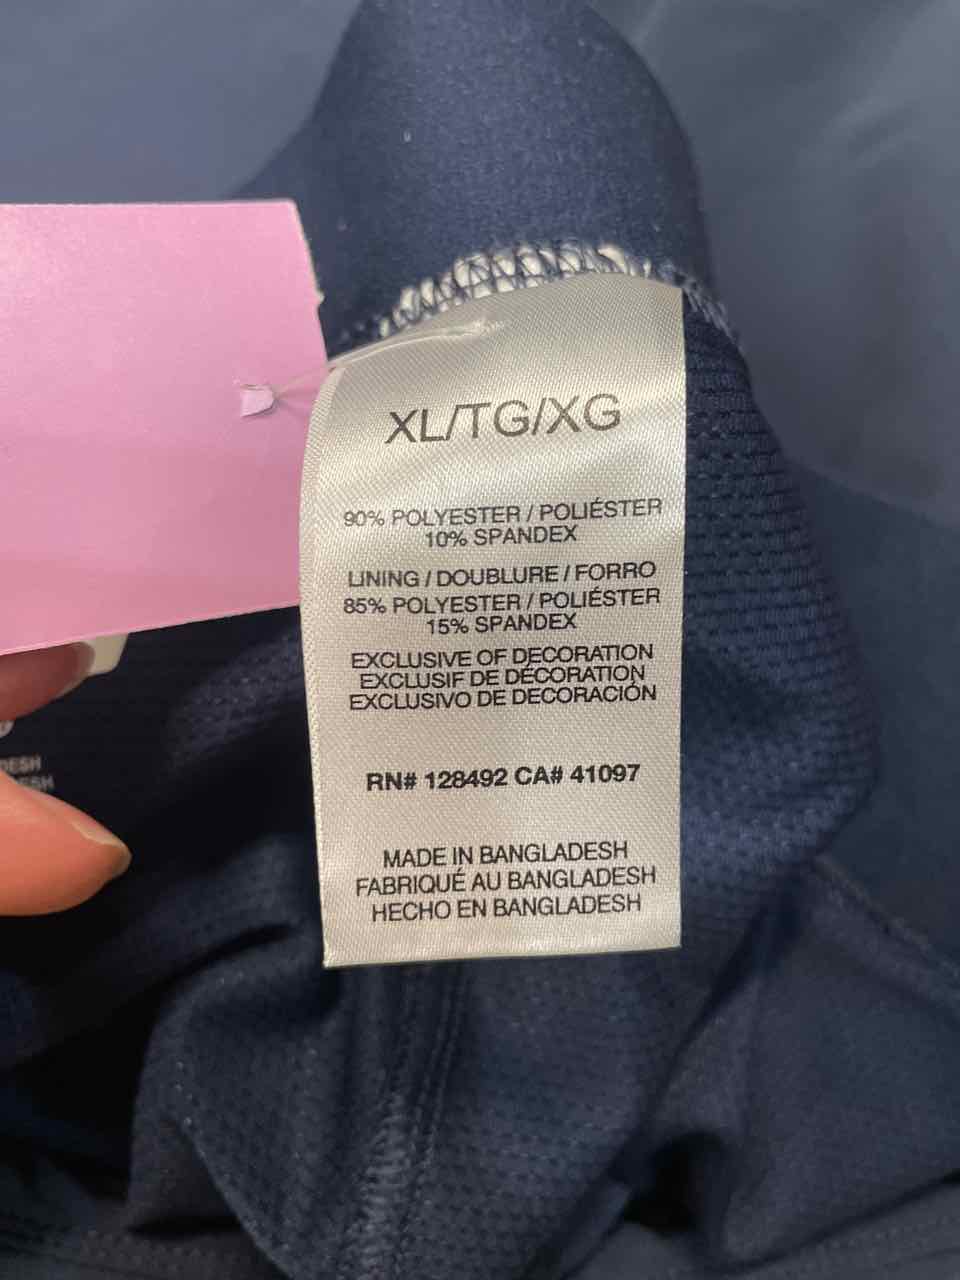 XL/TG/XG
90% POLYESTER / POLIÉSTER
10% SPANDEX
LINING / DOUBLURE / FORRO
85% POLYESTER / POLIÉSTER
15% SPANDEX
EXCLUSIVE OF DECORATION
EXCLUSIF DE DÉCORATION
EXCLUSIVO DE DECORACIÓN
RN# 128492 CA# 41097
MADE IN BANGLADESH
FABRIQUÉ AU BANGLADESH
HECHO EN BANGLADESH